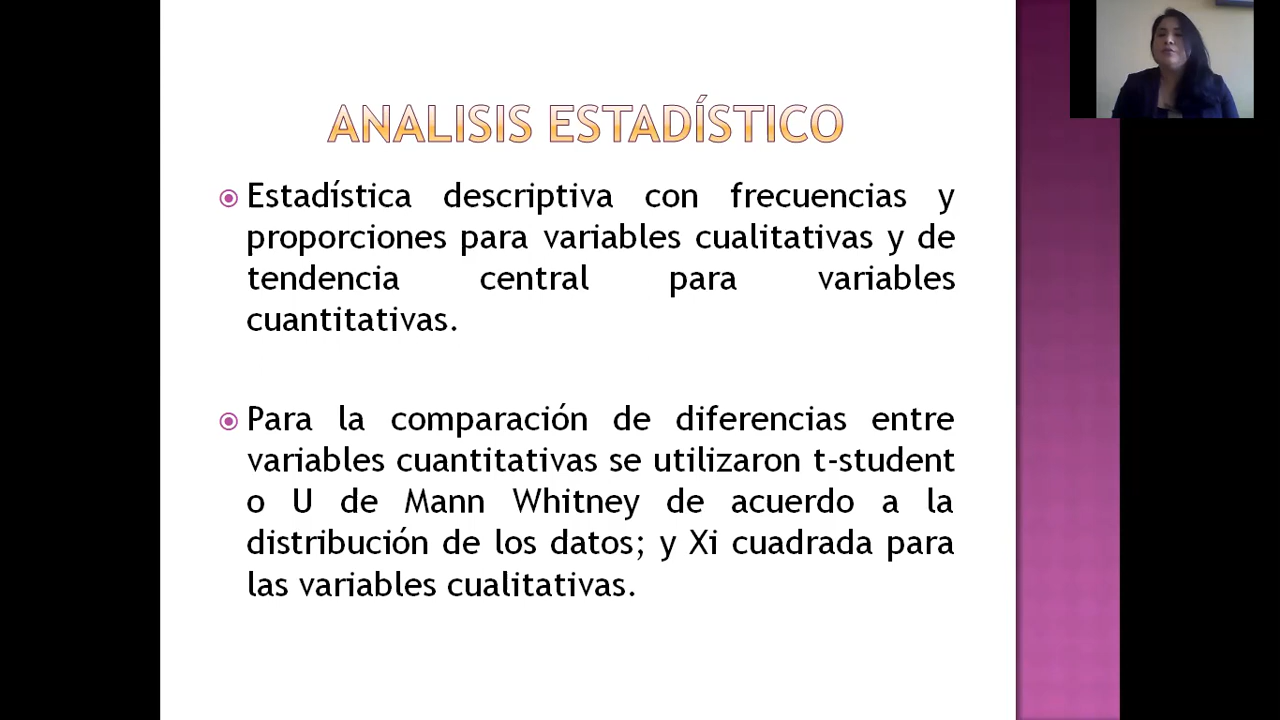 ANALISIS ESTADÍSTICO
Estadística descriptiva con frecuencias y
proporciones para variables cualitativas y de
tendencia central para variables
cuantitativas.
Para la comparación de diferencias entre
variables cuantitativas se utilizaron t-student
o U de Mann Whitney de acuerdo a la
distribución de los datos; y Xi cuadrada para
las variables cualitativas.